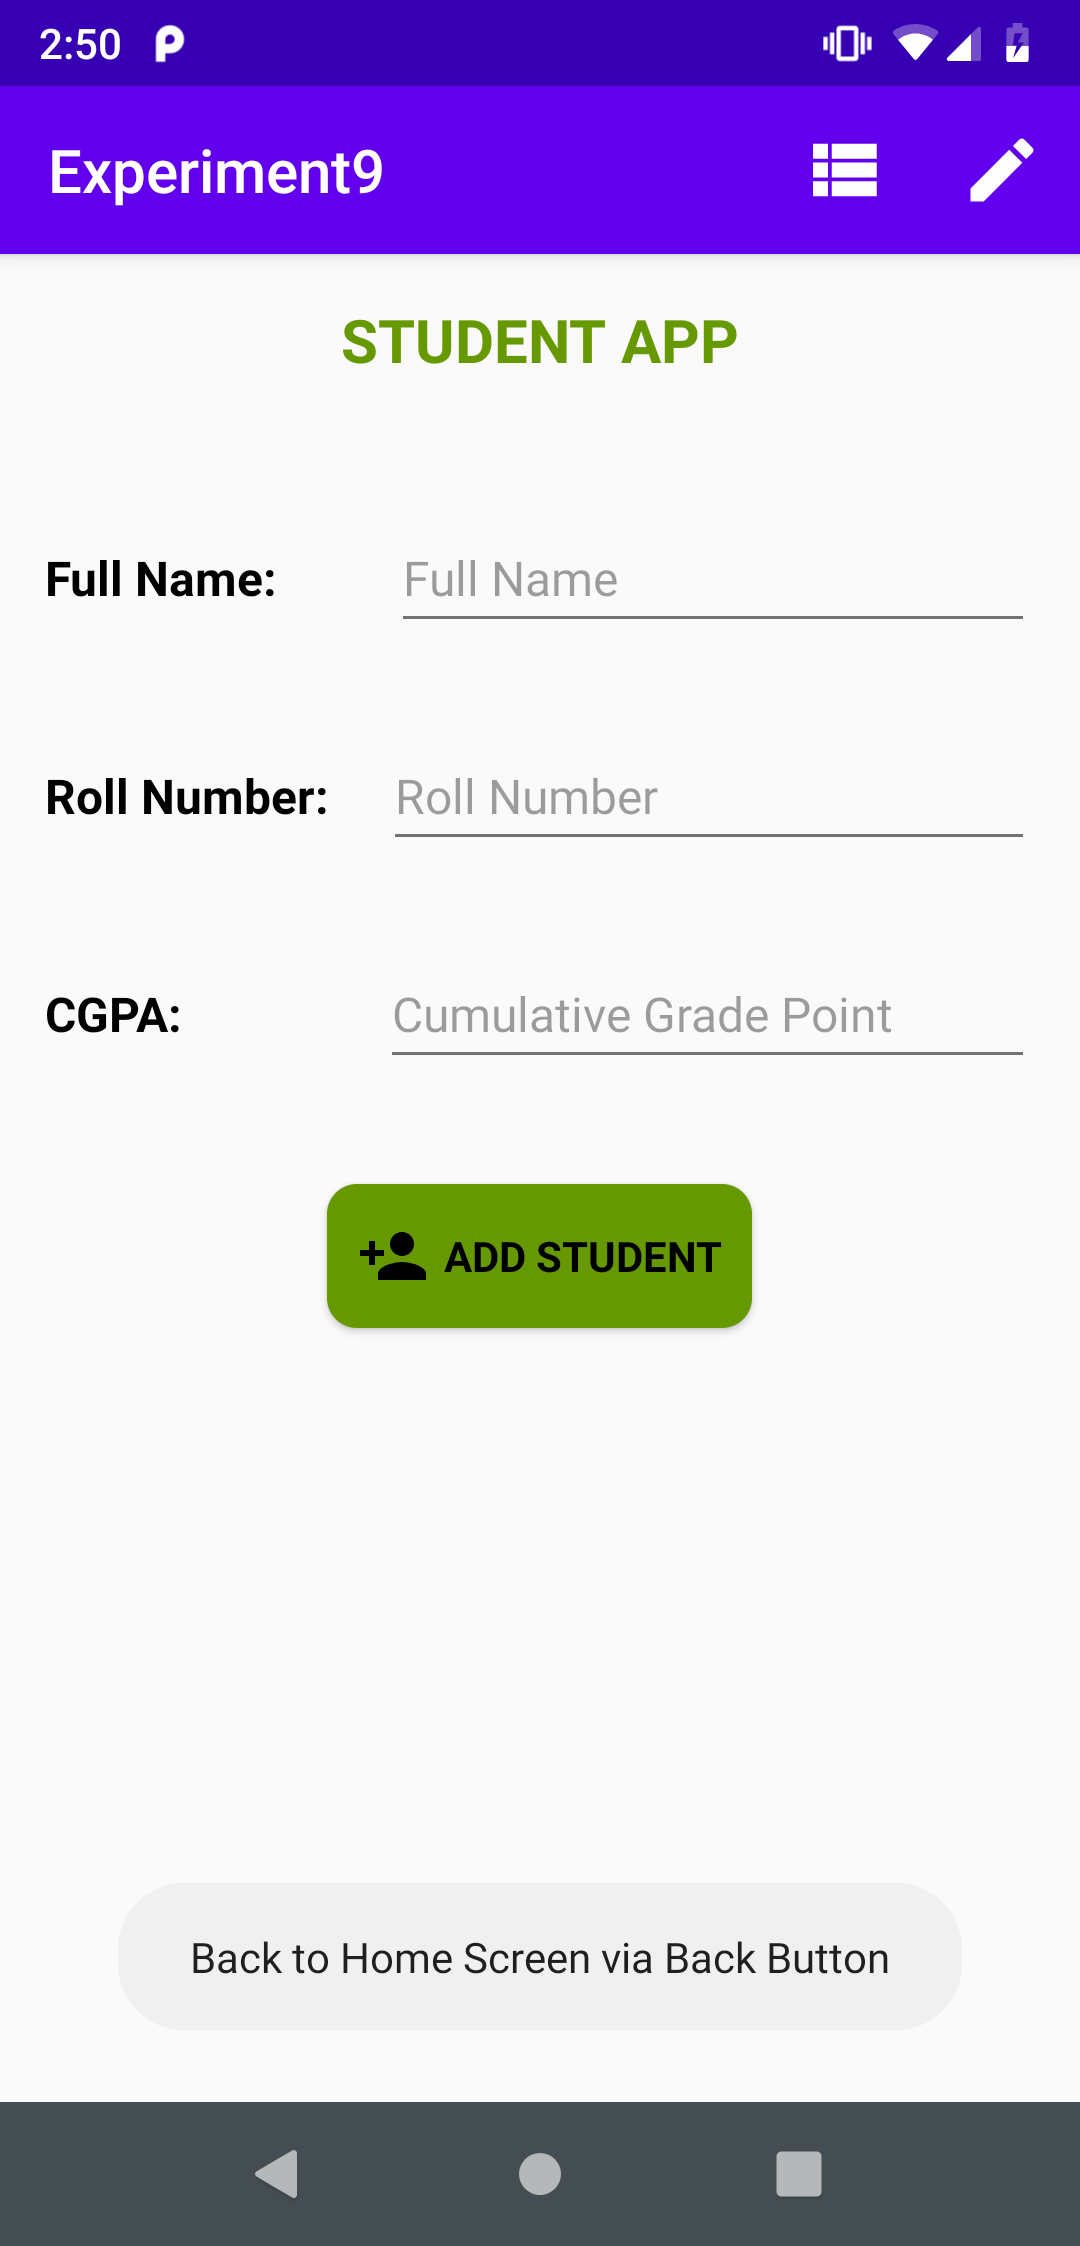 2:50
Experiment9
STUDENT APP
Full Name: Full Name
Roll Number: Roll Number
CGPA: Cumulative Grade Point
ADD STUDENT
Back to Home Screen via Back Button